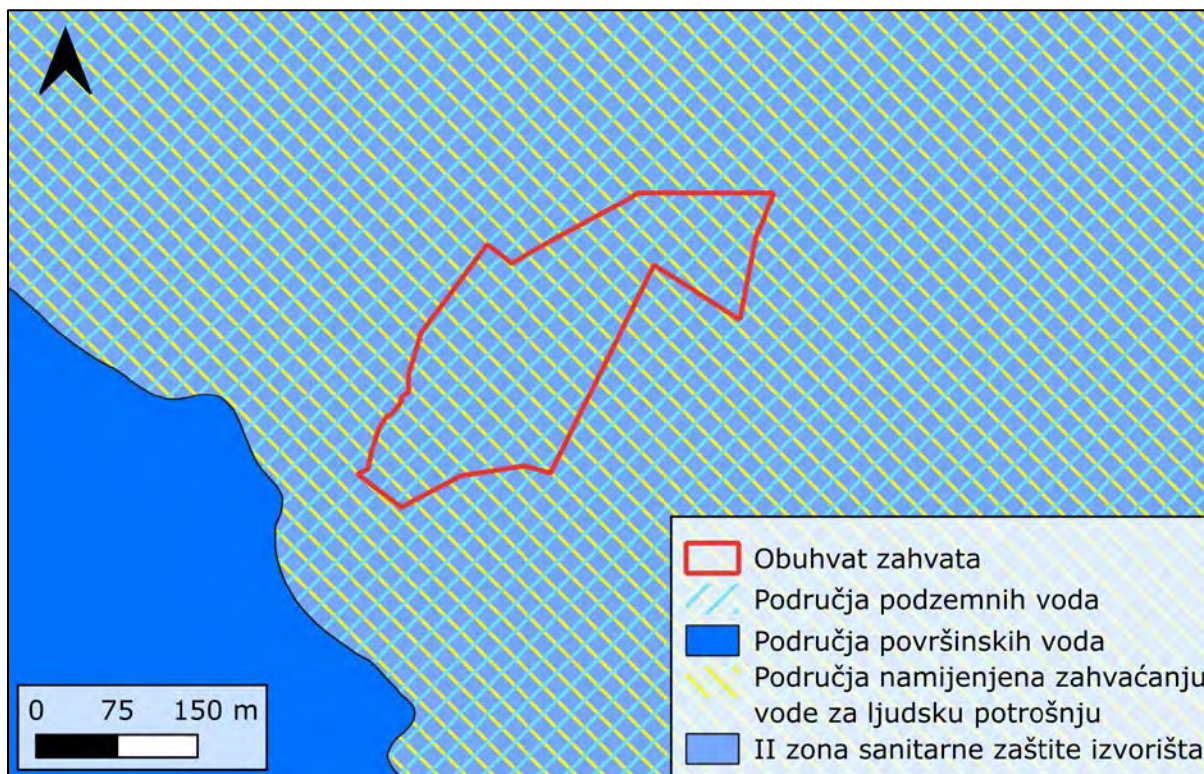 Obuhvat zahvata
Područja podzemnih voda
Područja površinskih voda
Područja namijenjena zahvaćanju
vode za ljudsku potrošnju
II zona sanitarne zaštite izvorišta
0 75 150 m